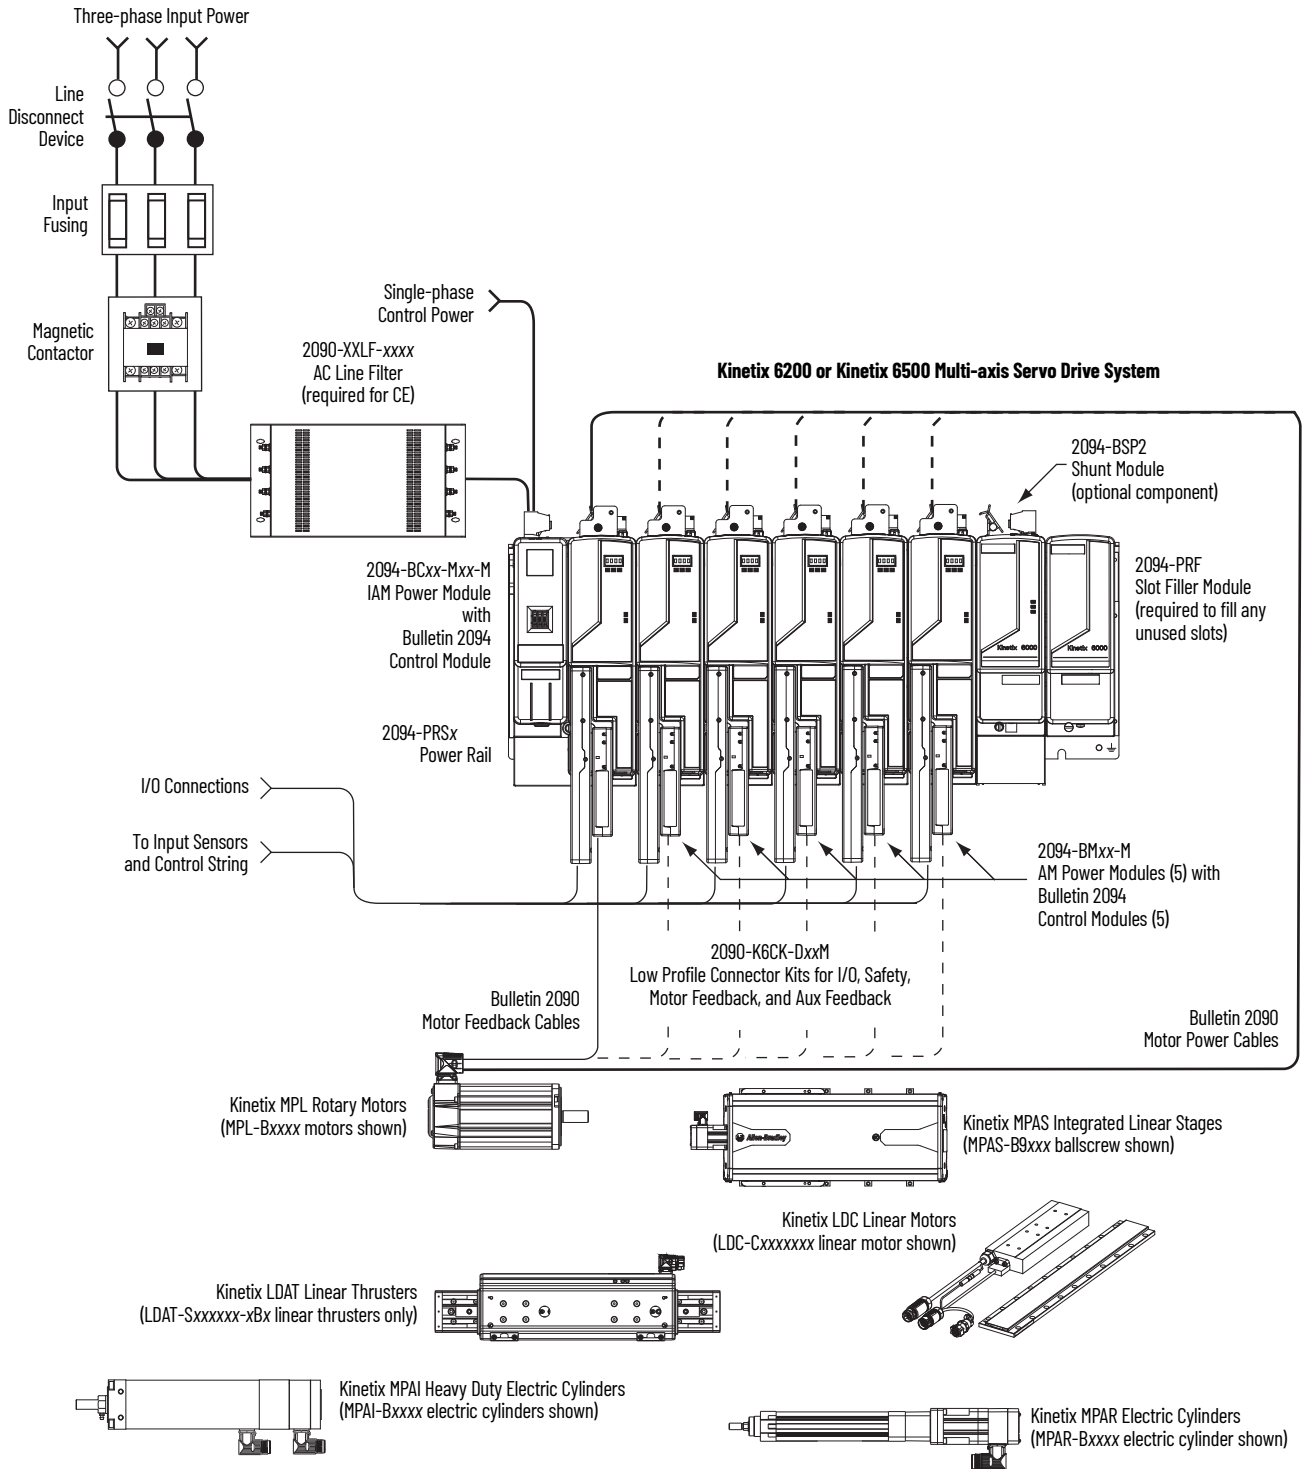 Three-phase Input Power
Line
Disconnect
Device
Input
Fusing
Magnetic
Contactor
Single-phase
Control Power
2090-XXLF-xxxx
AC Line Filter
(required for CE)
Kinetix 6200 or Kinetix 6500 Multi-axis Servo Drive System
2094-BSP2
Shunt Module
(optional component)
2094-BCxx-Mxx-M
IAM Power Module
with
Bulletin 2094
Control Module
2094-PRF
Slot Filler Module
(required to fill any
unused slots)
Kinetix 6000
Kinetix 6000
2094-PRSx
Power Rail
I/O Connections
To Input Sensors
and Control String
2094-BMxx-M
AM Power Modules (5) with
Bulletin 2094
Control Modules (5)
2090-K6CK-DxxM
Low Profile Connector Kits for I/O, Safety,
Motor Feedback, and Aux Feedback
Bulletin 2090
Motor Feedback Cables
Bulletin 2090
Motor Power Cables
Kinetix MPL Rotary Motors
(MPL-Bxxxx motors shown)
Allen-Bradley
Kinetix MPAS Integrated Linear Stages
(MPAS-B9xxx ballscrew shown)
Kinetix LDC Linear Motors
(LDC-Cxxxxxxx linear motor shown)
Kinetix LDAT Linear Thrusters
(LDAT-Sxxxxxx-xBx linear thrusters only)
Kinetix MPAI Heavy Duty Electric Cylinders
(MPAI-Bxxxx electric cylinders shown)
Kinetix MPAR Electric Cylinders
(MPAR-Bxxxx electric cylinder shown)